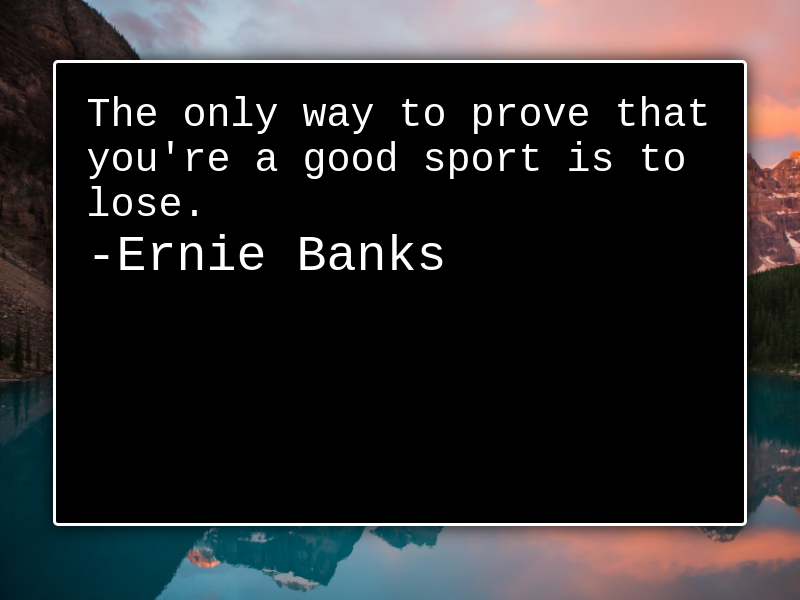 The only way to prove that
you're a good sport is to
lose.
-Ernie Banks